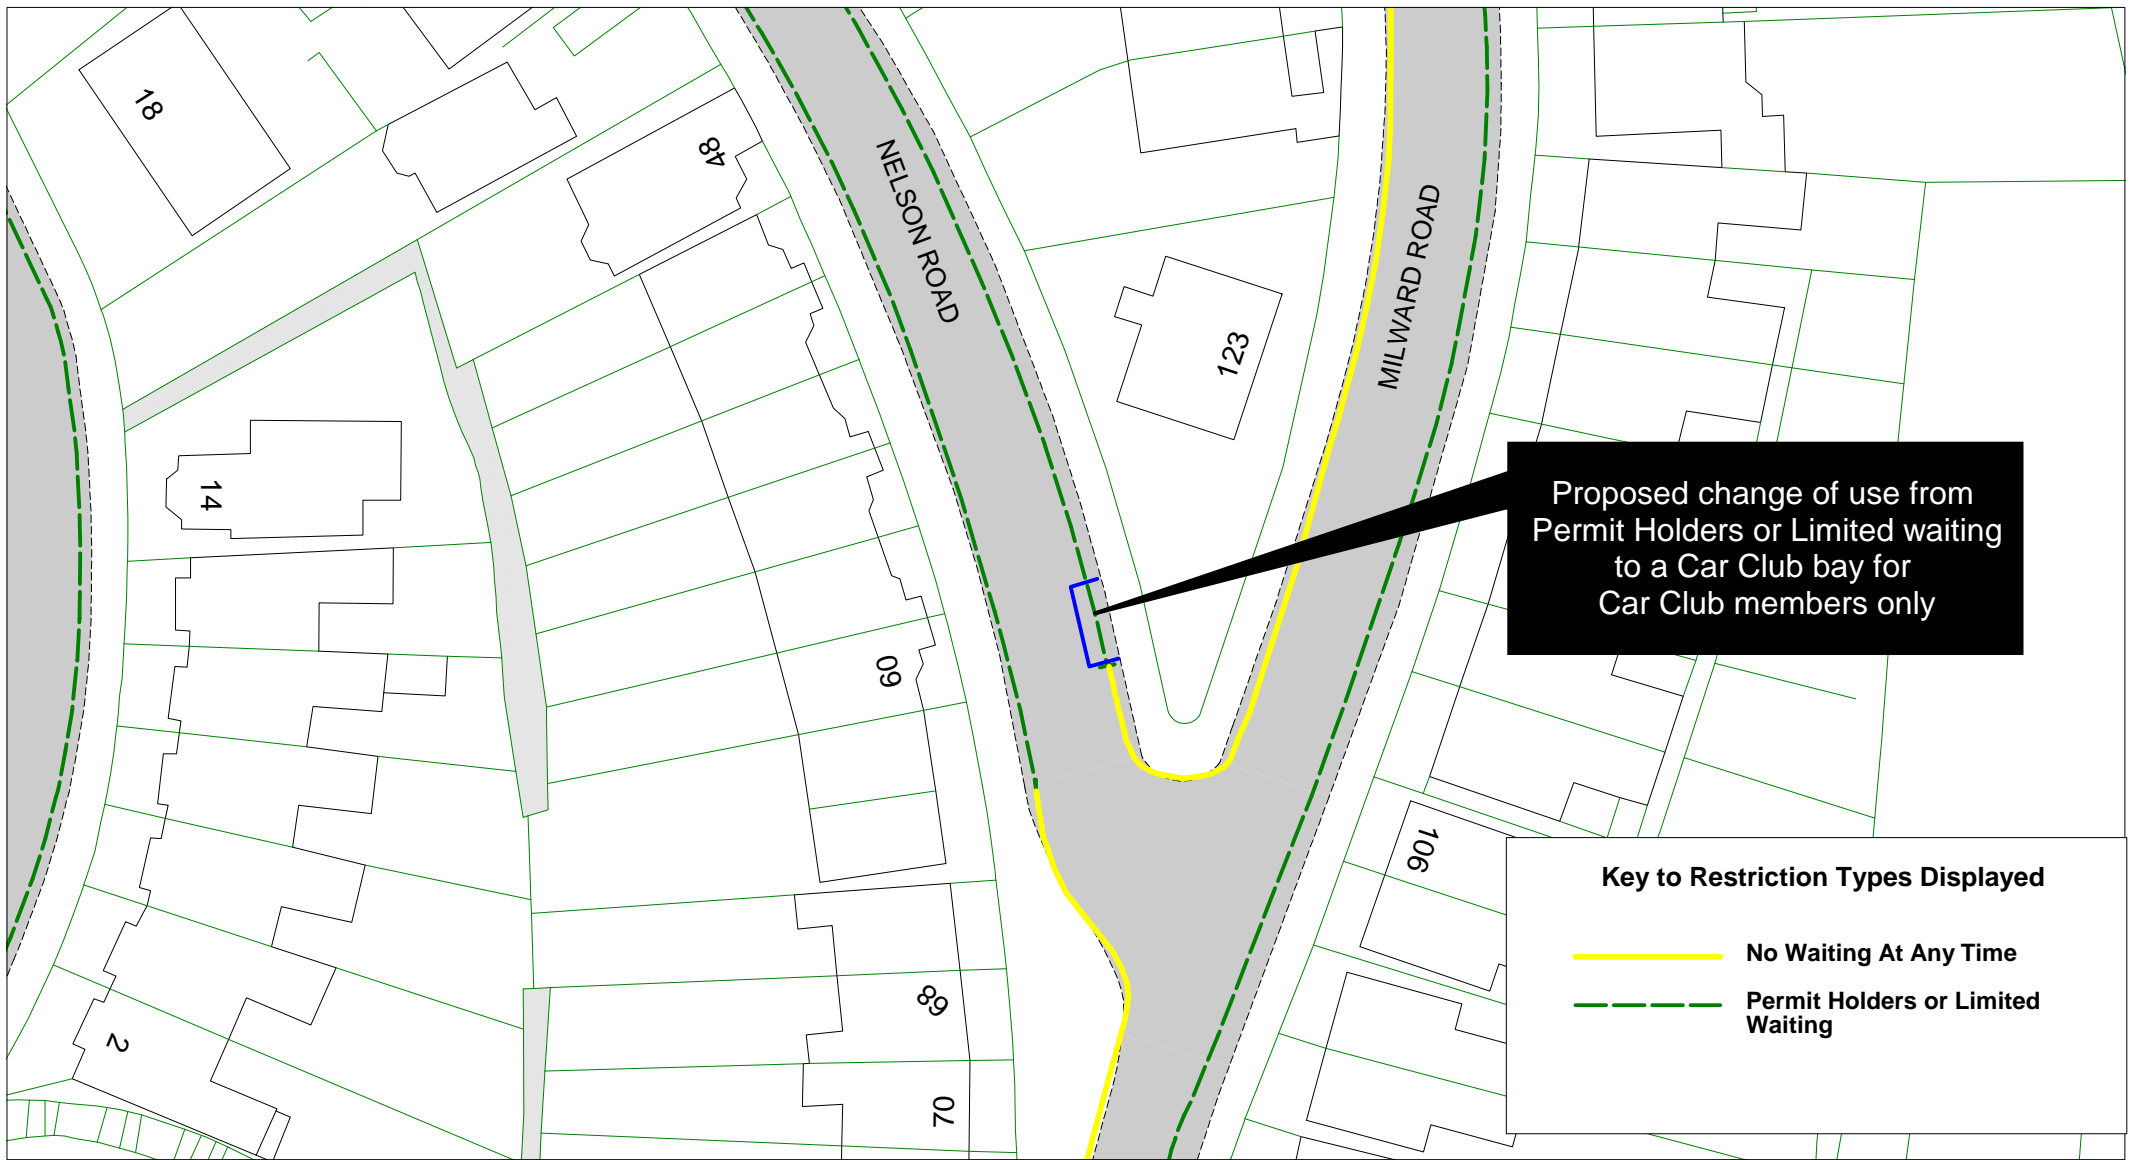 18
48
NELSON ROAD
MILWARD ROAD
123
14
Proposed change of use from
Permit Holders or Limited waiting
to a Car Club bay for
Car Club members only
60
106
Key to Restriction Types Displayed
No Waiting At Any Time
Permit Holders or Limited
Waiting
68
2
70